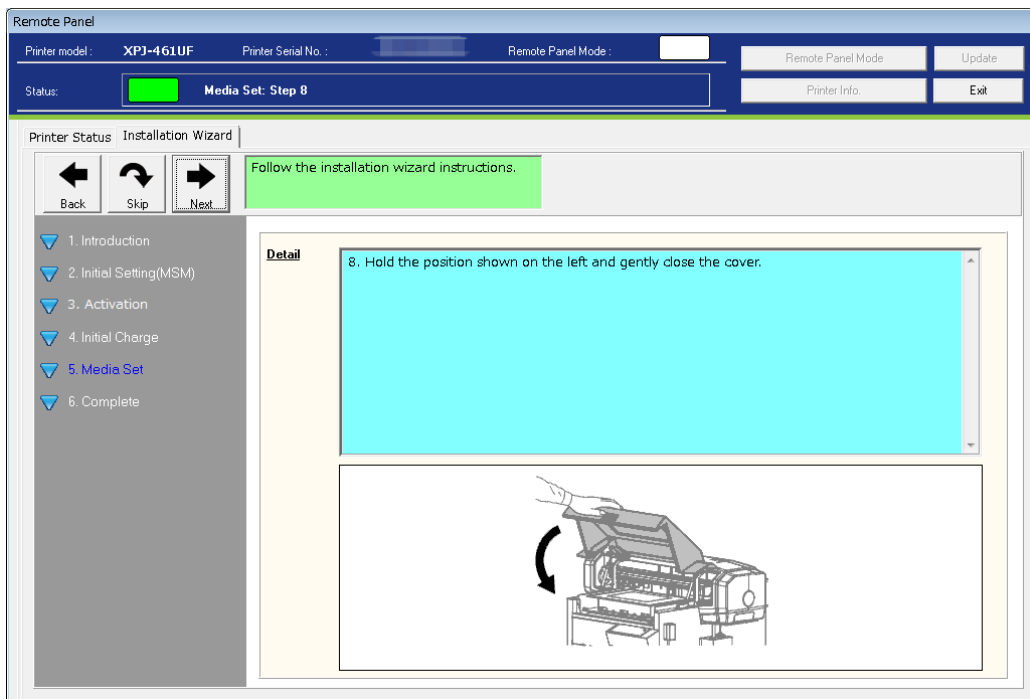 Remote Panel
Printer model : XPJ-461UF Printer Serial No. : Remote Panel Mode :
Remote Panel Mode Update
Status: Media Set: Step 8
Printer Info. Exit
Printer Status Installation Wizard
Back Skip Next
Follow the installation wizard instructions.
1. Introduction
2. Initial Setting(MSM)
3. Activation
4. Initial Charge
5. Media Set
6. Complete
Detail
8. Hold the position shown on the left and gently close the cover.